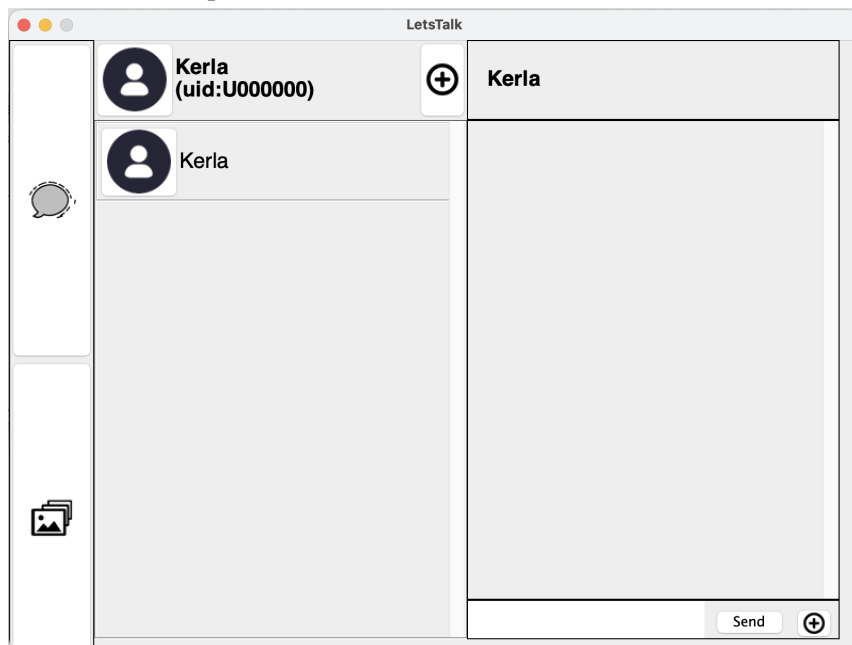 LetsTalk
Kerla
(uid:U000000)
Kerla
Kerla
Send